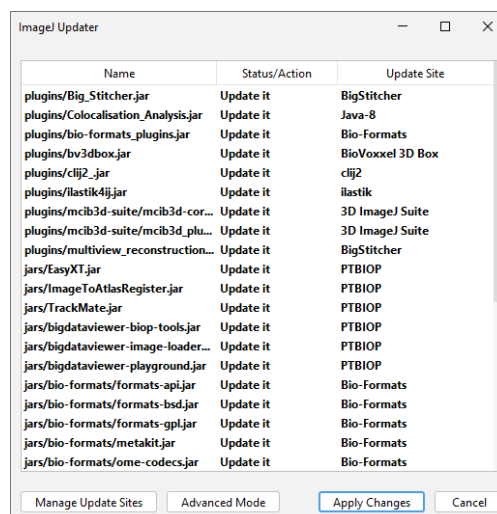 ImageJ Updater
Name Status/Action Update Site
plugins/Big_Stitcher.jar Update it BigStitcher
plugins/Colocalisation_Analysis.jar Update it Java-8
plugins/bio-formats_plugins.jar Update it Bio-Formats
plugins/bv3dbox.jar Update it BioVoxxel 3D Box
plugins/clij2_.jar Update it clij2
plugins/ilastik4ij.jar Update it ilastik
plugins/mcib3d-suite/mcib3d-cor... Update it 3D ImageJ Suite
plugins/mcib3d-suite/mcib3d_plu... Update it 3D ImageJ Suite
plugins/multiview_reconstruction... Update it BigStitcher
jars/EasyXT.jar Update it PTBIOP
jars/ImageToAtlasRegister.jar Update it PTBIOP
jars/TrackMate.jar Update it PTBIOP
jars/bigdataviewer-biop-tools.jar Update it PTBIOP
jars/bigdataviewer-image-loader... Update it PTBIOP
jars/bigdataviewer-playground.jar Update it PTBIOP
jars/bio-formats/formats-api.jar Update it Bio-Formats
jars/bio-formats/formats-bsd.jar Update it Bio-Formats
jars/bio-formats/formats-gpl.jar Update it Bio-Formats
jars/bio-formats/metakit.jar Update it Bio-Formats
jars/bio-formats/ome-codecs.jar Update it Bio-Formats
Manage Update Sites Advanced Mode Apply Changes Cancel